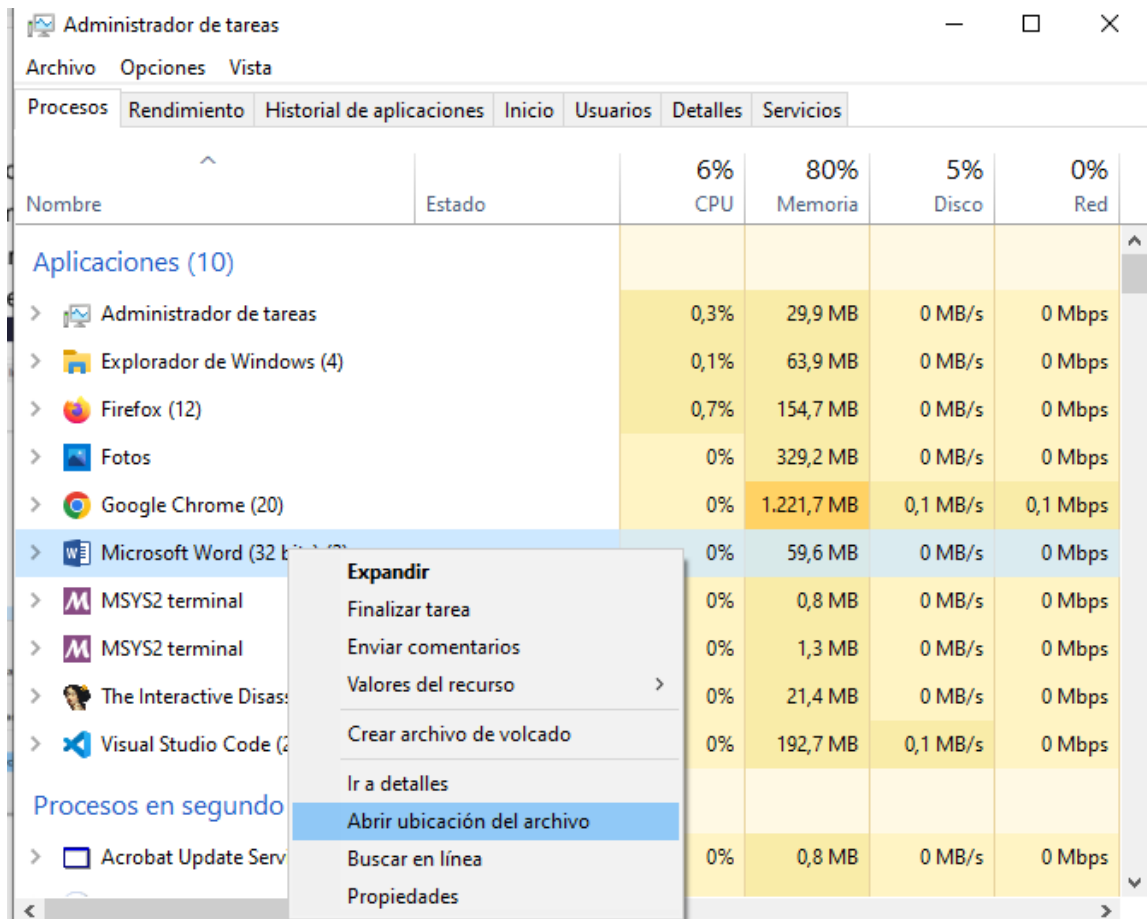 Administrador de tareas
Archivo Opciones Vista
Procesos Rendimiento Historial de aplicaciones Inicio Usuarios Detalles Servicios
6% 80% 5% 0%
Nombre Estado CPU Memoria Disco Red
Aplicaciones (10)
Administrador de tareas 0,3% 29,9 MB 0 MB/s 0 Mbps
Explorador de Windows (4) 0,1% 63,9 MB 0 MB/s 0 Mbps
Firefox (12) 0,7% 154,7 MB 0 MB/s 0 Mbps
Fotos 0% 329,2 MB 0 MB/s 0 Mbps
Google Chrome (20) 0% 1.221,7 MB 0,1 MB/s 0,1 Mbps
Microsoft Word (32 0% 59,6 MB 0 MB/s 0 Mbps
MSYS2 terminal 0% 0,8 MB 0 MB/s 0 Mbps
MSYS2 terminal 0% 1,3 MB 0 MB/s 0 Mbps
The Interactive Disas 0% 21,4 MB 0 MB/s 0 Mbps
Visual Studio Code (2 0% 192,7 MB 0,1 MB/s 0 Mbps
Procesos en segundo
Acrobat Update Serv 0% 0,8 MB 0 MB/s 0 Mbps
Expandir
Finalizar tarea
Enviar comentarios
Valores del recurso
Crear archivo de volcado
Ir a detalles
Abrir ubicación del archivo
Buscar en línea
Propiedades